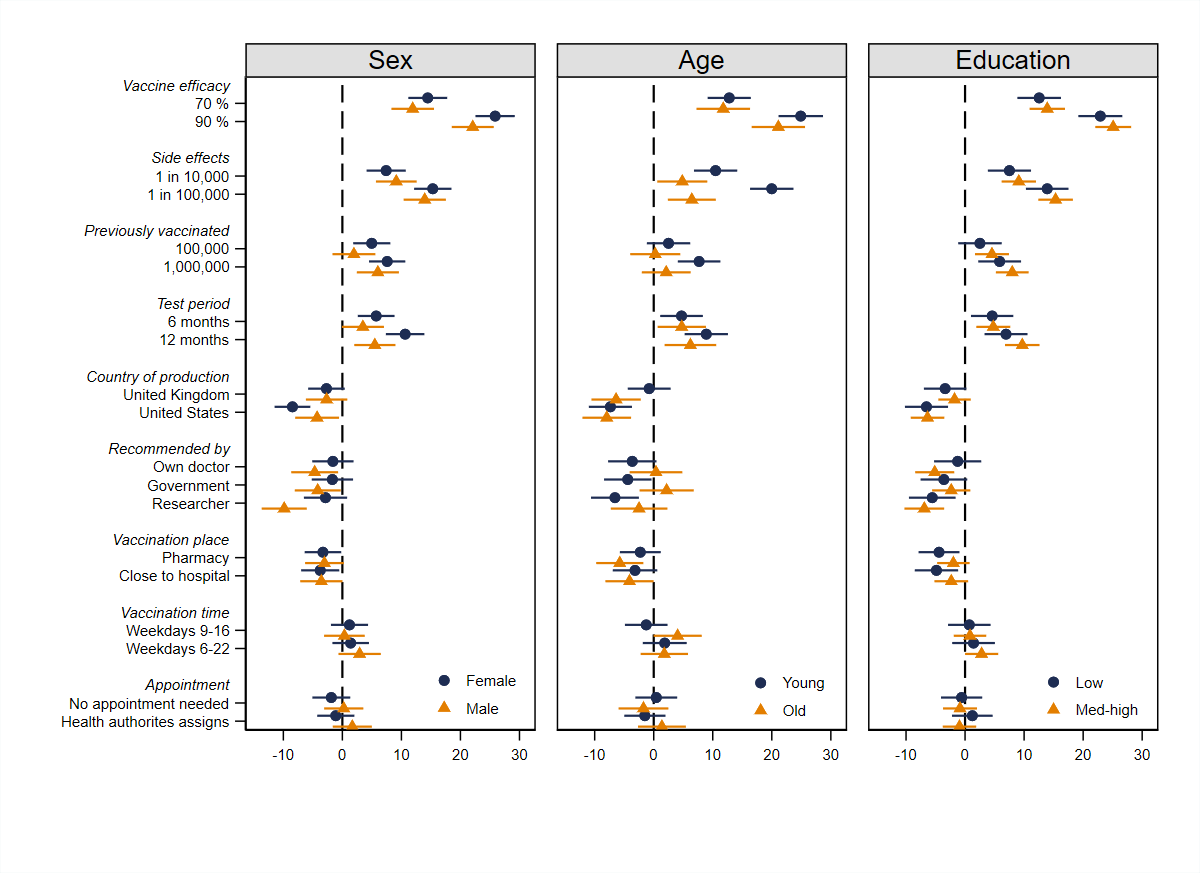 Sex
Age
Education
Vaccine efficacy
70 %
90 %
Side effects
1 in 10,000
1 in 100,000
Previously vaccinated
100,000
1,000,000
Test period
6 months
12 months
Country of production
United Kingdom
United States
Recommended by
Own doctor
Government
Researcher
Vaccination place
Pharmacy
Close to hospital
Vaccination time
Weekdays 9-16
Weekdays 6-22
Appointment
No appointment needed
Health authorites assigns
Female
Male
Young
Old
Low
Med-high
-10 0 10 20 30
-10 0 10 20 30
-10 0 10 20 30